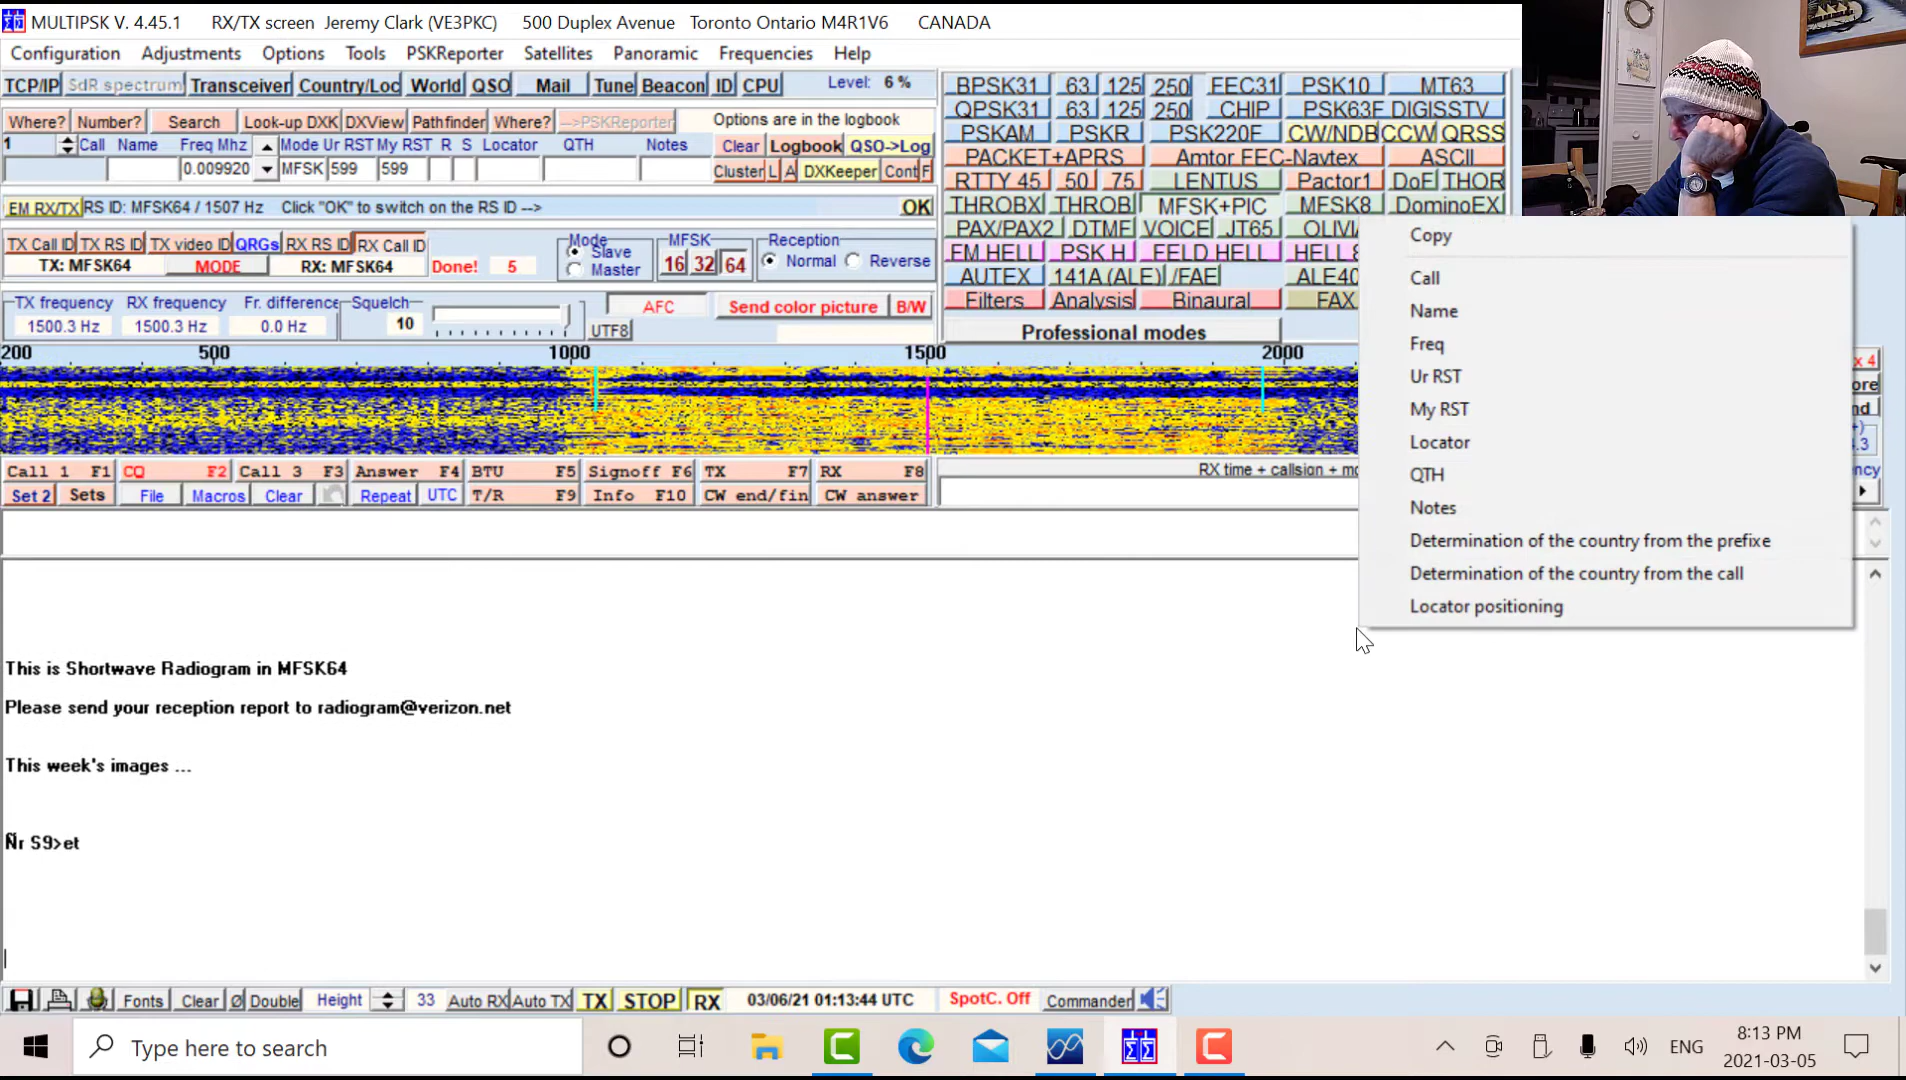 MULTIPSK V. 4.45.1 RX/TX screen Jeremy Clark (VE3PKC) 500 Duplex Avenue Toronto Ontario M4R1V6 CANADA
Configuration Adjustments Options Tools PSKReporter Satellites Panoramic Frequencies Help
TCP/IP SdR spectrum Transceiver Country/Loc World QSO Mail Tune Beacon ID CPU Level: 6 %
BPSK31 63 125 250 FEC31 PSK10 MT63
QPSK31 63 125 250 CHIP PSK63F DIGISSTV
PSKAM PSKR PSK220F CW/NDB CCW QRSS
PACKET+APRS Amtor FEC-Navtex ASCII
RTTY 45 50 75 LENTUS Pactor1 DoF THOR
THROBX THROB MFSK+PIC MFSK8 DominoEX
PAX/PAX2 DTMF VOICE JT65 OLIVI
FM HELL PSK H FELD HELL HELL 8
AUTEX 141A (ALE) /FAE ALE40
Filters Analysis Binaural FAX
Professional modes
Where? Number? Search Look-up DXK DXView Pathfinder Where? -->PSKReporter Options are in the logbook
1 Call Name Freq Mhz Mode Ur RST My RST R S Locator QTH Notes Clear Logbook QSO->Log
0.009920 MFSK 599 599 Cluster L A DXKeeper Cont F
EM RX/TX RS ID: MFSK64 / 1507 Hz Click "OK" to switch on the RS ID --> OK
TX Call ID TX RS ID TX video ID QRGs RX RS ID RX Call ID
TX: MFSK64 MODE RX: MFSK64 Done! 5
Mode Slave Master
MFSK 16 32 64
Reception Normal Reverse
TX frequency RX frequency Fr. difference Squelch
1500.3 Hz 1500.3 Hz 0.0 Hz 10
AFC Send color picture B/W
UTF8
200 500 1000 1500 2000
x 4
ore
nd
Call 1 F1 CQ F2 Call 3 F3 Answer F4 BTU F5 Signoff F6 TX F7 RX F8
Set 2 Sets File Macros Clear Repeat UTC T/R F9 Info F10 CW end/fin CW answer
RX time + callsion + mo
Copy
Call
Name
Freq
Ur RST
My RST
Locator
QTH
Notes
Determination of the country from the prefixe
Determination of the country from the call
Locator positioning
This is Shortwave Radiogram in MFSK64
Please send your reception report to radiogram@verizon.net
This week's images ...
Ñr S9>et
Fonts Clear Ø Double Height 33 Auto RX Auto TX TX STOP RX 03/06/21 01:13:44 UTC SpotC. Off Commander
Type here to search
ENG
8:13 PM
2021-03-05